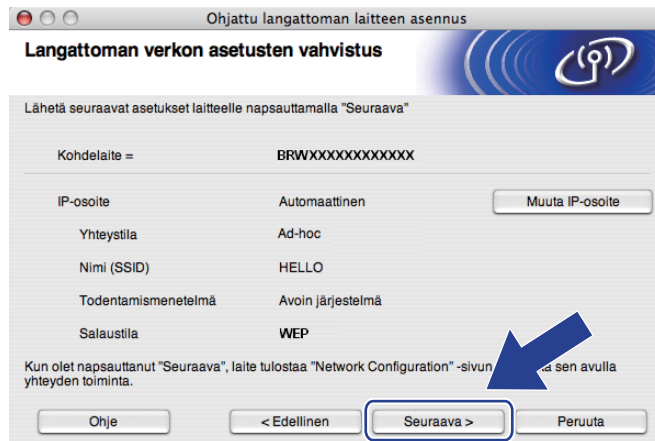 Ohjattu langattoman laitteen asennus
Langattoman verkon asetusten vahvistus
Lähetä seuraavat asetukset laitteelle napsauttamalla "Seuraava"
Kohdelaite = BRWXXXXXXXXXXXX
IP-osoite Automaattinen Muuta IP-osoite
Yhteystila Ad-hoc
Nimi (SSID) HELLO
Todentamismenetelmä Avoin järjestelmä
Salaustila WEP
Kun olet napsauttanut "Seuraava", laite tulostaa "Network Configuration" -sivun sen avulla
yhteyden toiminta.
Ohje < Edellinen Seuraava > Peruuta